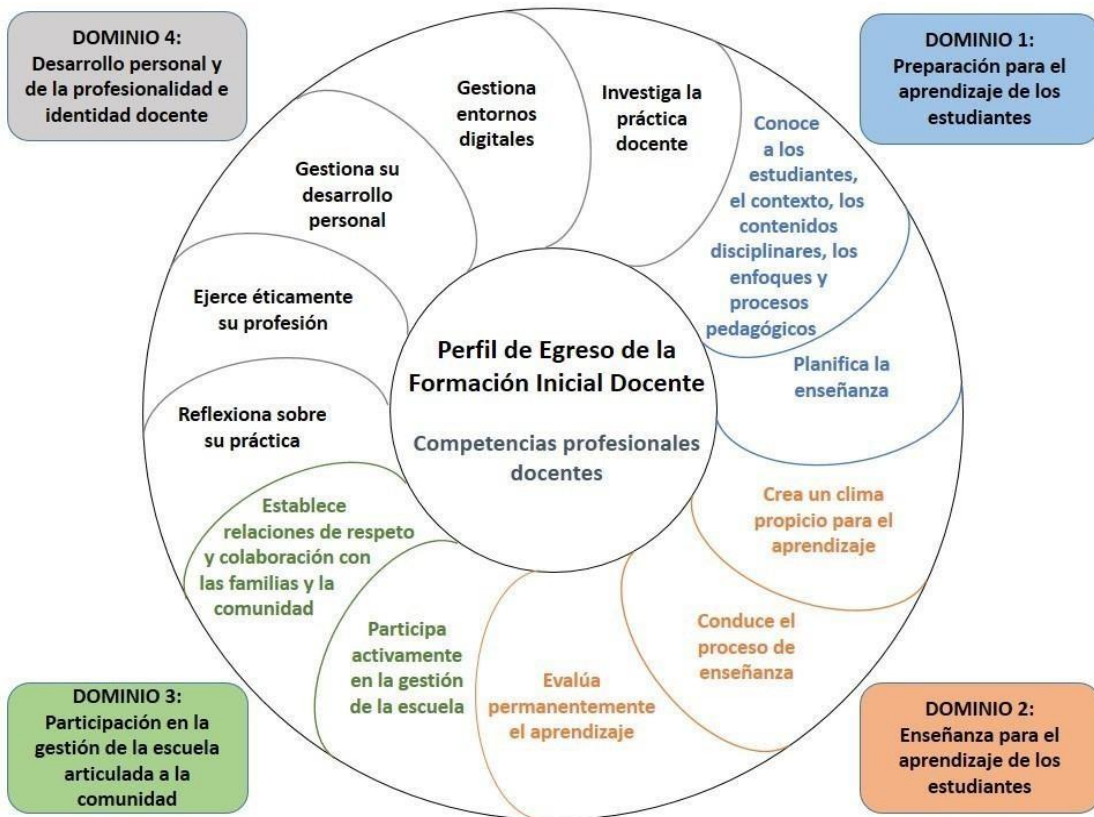 DOMINIO 4:
Desarrollo personal y
de la profesionalidad e
identidad docente
DOMINIO 1:
Preparación para el
aprendizaje de los
estudiantes
Gestiona
entornos
digitales
Investiga la
práctica
docente
Conoce
a los
estudiantes,
el contexto, los
contenidos
disciplinares, los
enfoques y
procesos
pedagógicos
Gestiona su
desarrollo
personal
Ejerce éticamente
su profesión
Planifica la
enseñanza
Perfil de Egreso de la
Formación Inicial Docente
Competencias profesionales
docentes
Reflexiona sobre
su práctica
Crea un clima
propicio para el
aprendizaje
Establece
relaciones de respeto
y colaboración con
las familias y la
comunidad
Conduce el
proceso de
enseñanza
Participa
activamente
en la gestión
de la escuela
Evalúa
permanentemente
el aprendizaje
DOMINIO 3:
Participación en la
gestión de la escuela
articulada a la
comunidad
DOMINIO 2:
Enseñanza para el
aprendizaje de los
estudiantes